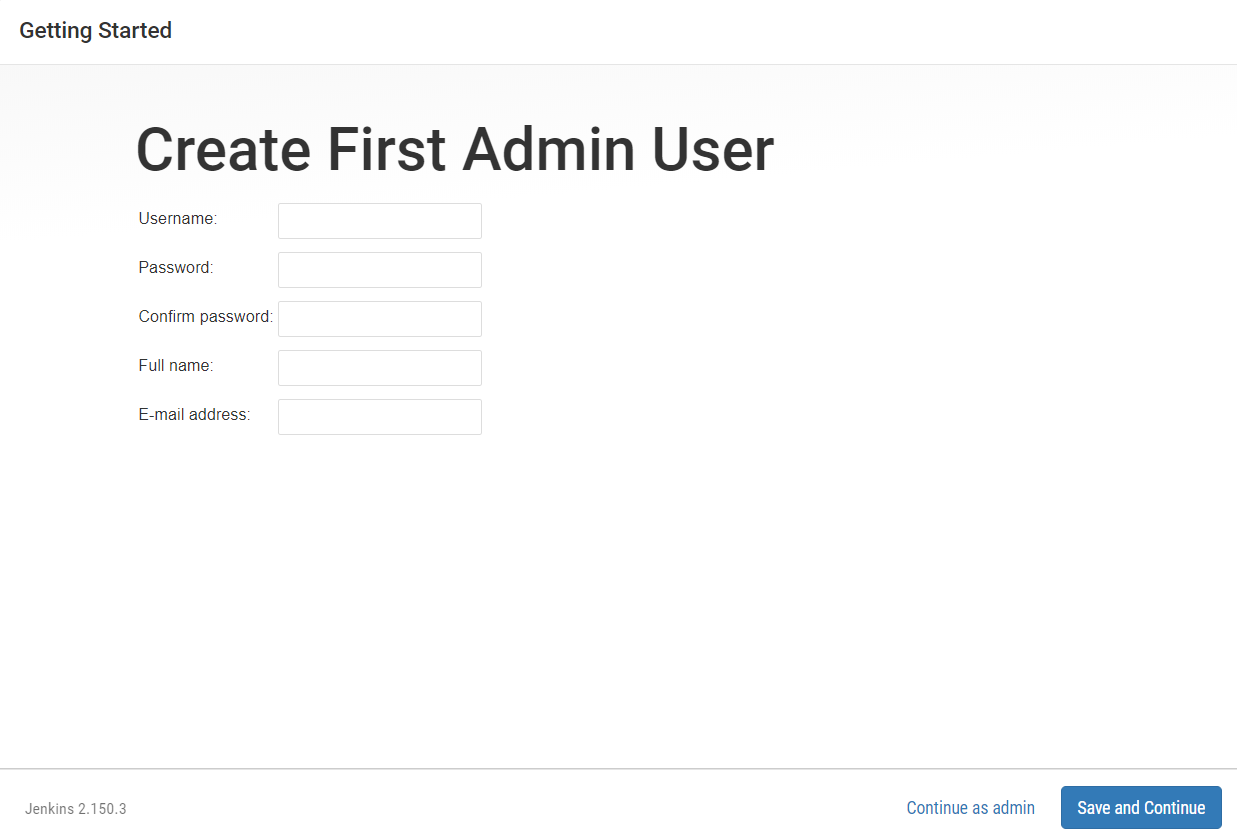 Getting Started
Create First Admin User
Username:
Password:
Confirm password:
Full name:
E-mail address:
Jenkins 2.150.3
Continue as admin
Save and Continue